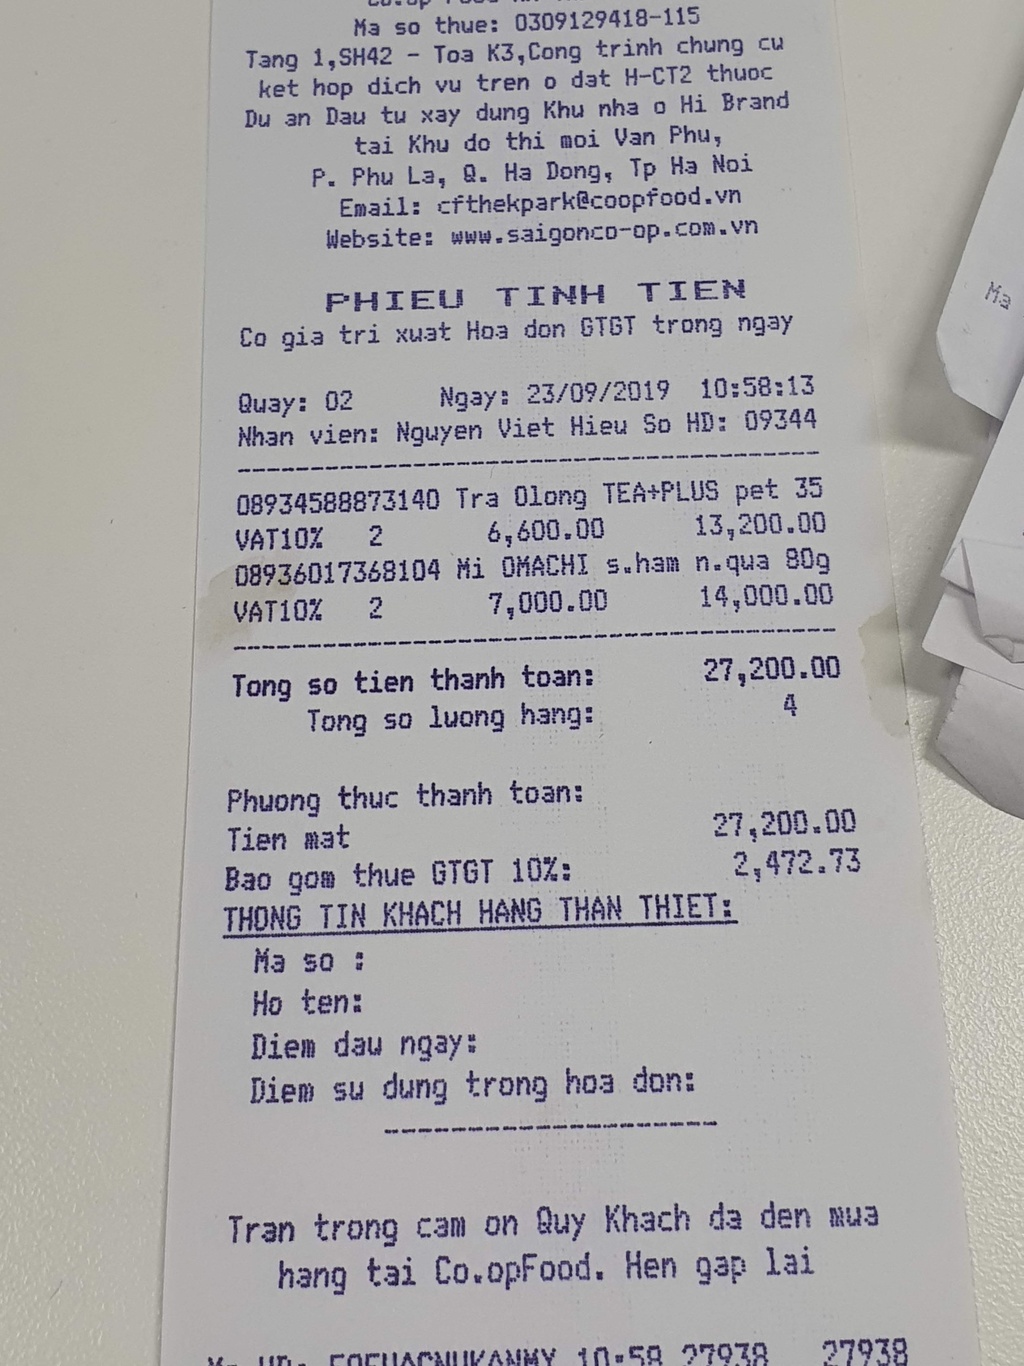 Ma so thue: 0309129418-115
Tang 1,SH42 - Toa K3,Cong trinh chung cu
ket hop dich vu tren o dat H-CT2 thuoc
Du an Dau tu xay dung Khu nha o Hi Brand
tai Khu do thi moi Van Phu,
P. Phu La, Q. Ha Dong, Tp Ha Noi
Email: cfthekpark@coopfood.vn
Website: www.saigonco-op.com.vn
PHIEU TINH TIEN
Co gia tri xuat Hoa don GTGT trong ngay
Quay: 02 Ngay: 23/09/2019 10:58:13
Nhan vien: Nguyen Viet Hieu So HD: 09344
08934588873140 Tra Olong TEA+PLUS pet 35
VAT10% 2 6,600.00 13,200.00
08936017368104 Mi OMACHI s.ham n.qua 80g
VAT10% 2 7,000.00 14,000.00
Tong so tien thanh toan: 27,200.00
Tong so luong hang: 4
Phuong thuc thanh toan:
Tien mat 27,200.00
Bao gom thue GTGT 10%: 2,472.73
THONG TIN KHACH HANG THAN THIET:
Ma so :
Ho ten:
Diem dau ngay:
Diem su dung trong hoa don:
Tran trong cam on Quy Khach da den mua
hang tai Co.opFood. Hen gap lai
10:58 27938 27938
Ma